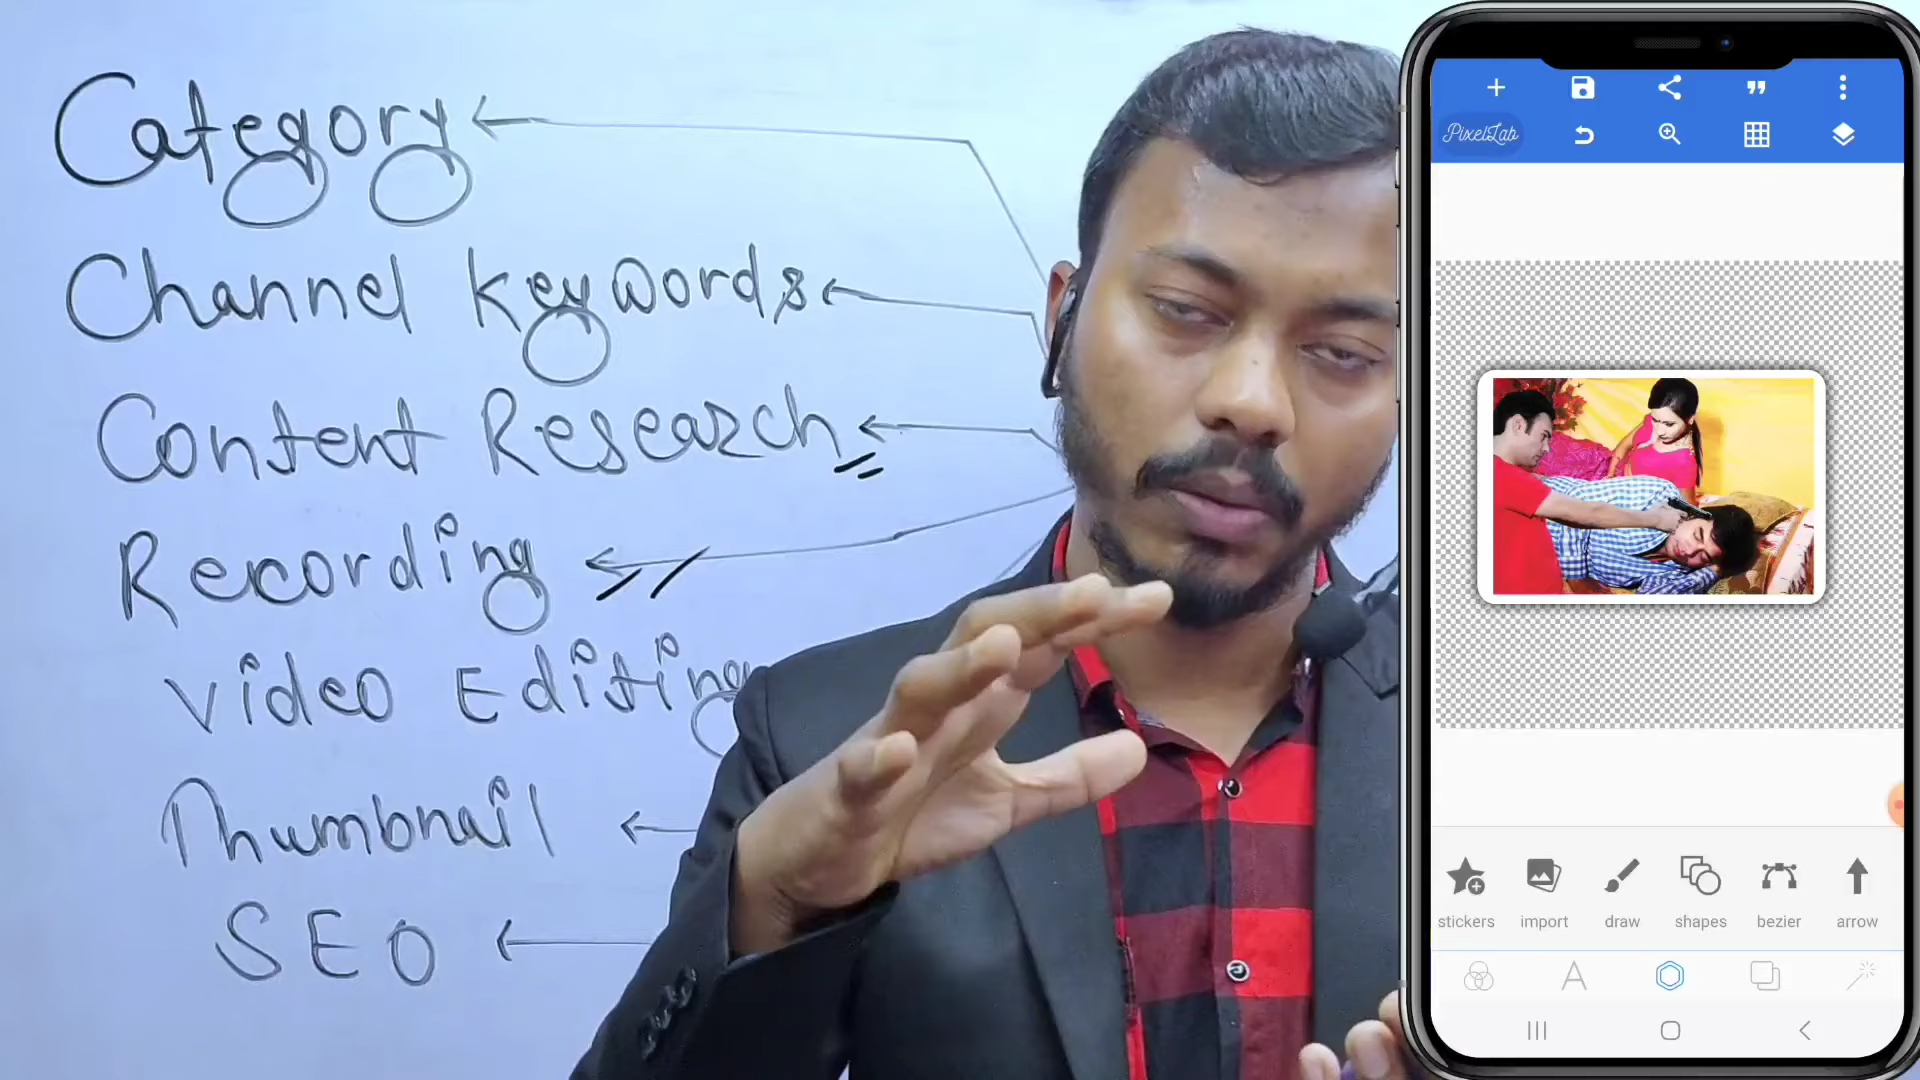 Category
Channel Keywords
Content Research
Recording
Video Editing
Thumbnail
SEO
PixelLab
stickers import draw shapes bezier arrow